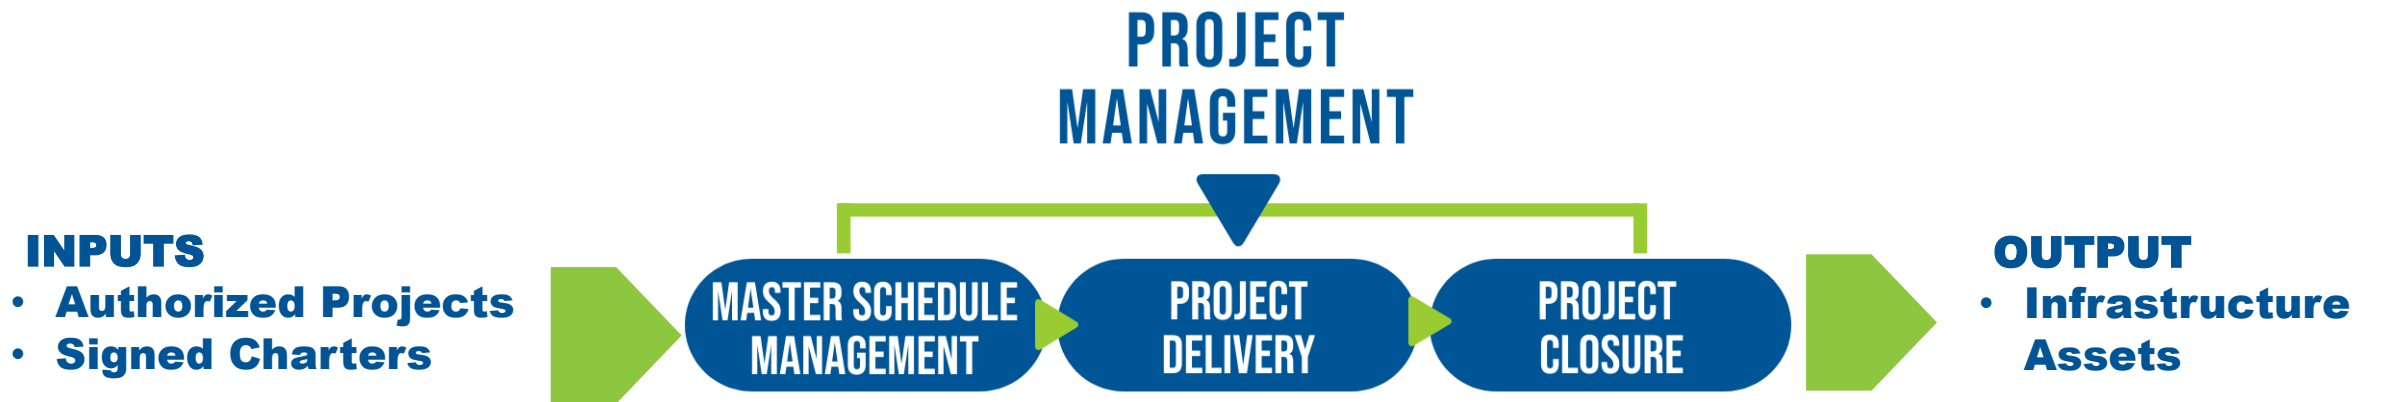 PROJECT
MANAGEMENT
INPUTS
• Authorized Projects
• Signed Charters
MASTER SCHEDULE
MANAGEMENT
PROJECT
DELIVERY
PROJECT
CLOSURE
OUTPUT
• Infrastructure
Assets